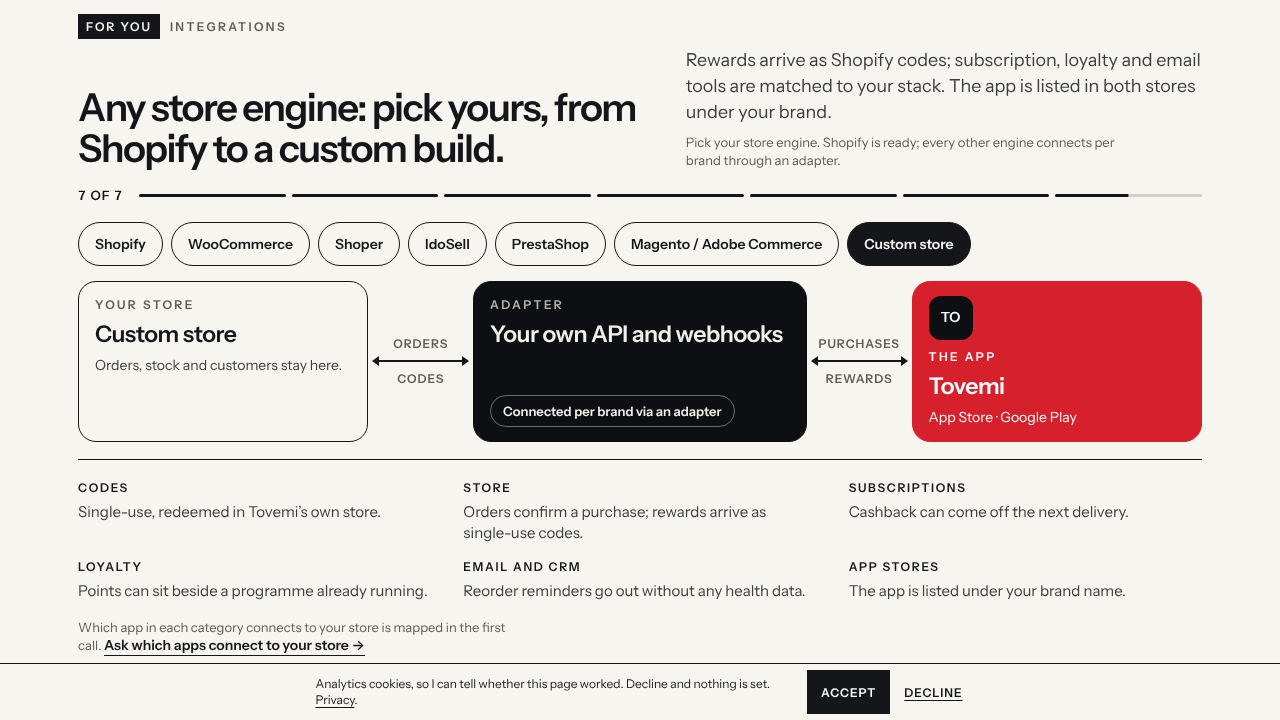 FOR YOU INTEGRATIONS
Any store engine: pick yours, from
Shopify to a custom build.
Rewards arrive as Shopify codes; subscription, loyalty and email
tools are matched to your stack. The app is listed in both stores
under your brand.
Pick your store engine. Shopify is ready; every other engine connects per
brand through an adapter.
7 OF 7
Shopify WooCommerce Shoper IdoSell PrestaShop Magento / Adobe Commerce Custom store
YOUR STORE
Custom store
Orders, stock and customers stay here.
ORDERS
CODES
ADAPTER
Your own API and webhooks
Connected per brand via an adapter
PURCHASES
REWARDS
TO
THE APP
Tovemi
App Store · Google Play
CODES
Single-use, redeemed in Tovemi’s own store.
STORE
Orders confirm a purchase; rewards arrive as
single-use codes.
SUBSCRIPTIONS
Cashback can come off the next delivery.
LOYALTY
Points can sit beside a programme already running.
EMAIL AND CRM
Reorder reminders go out without any health data.
APP STORES
The app is listed under your brand name.
Which app in each category connects to your store is mapped in the first
call. Ask which apps connect to your store →
Analytics cookies, so I can tell whether this page worked. Decline and nothing is set.
Privacy.
ACCEPT DECLINE